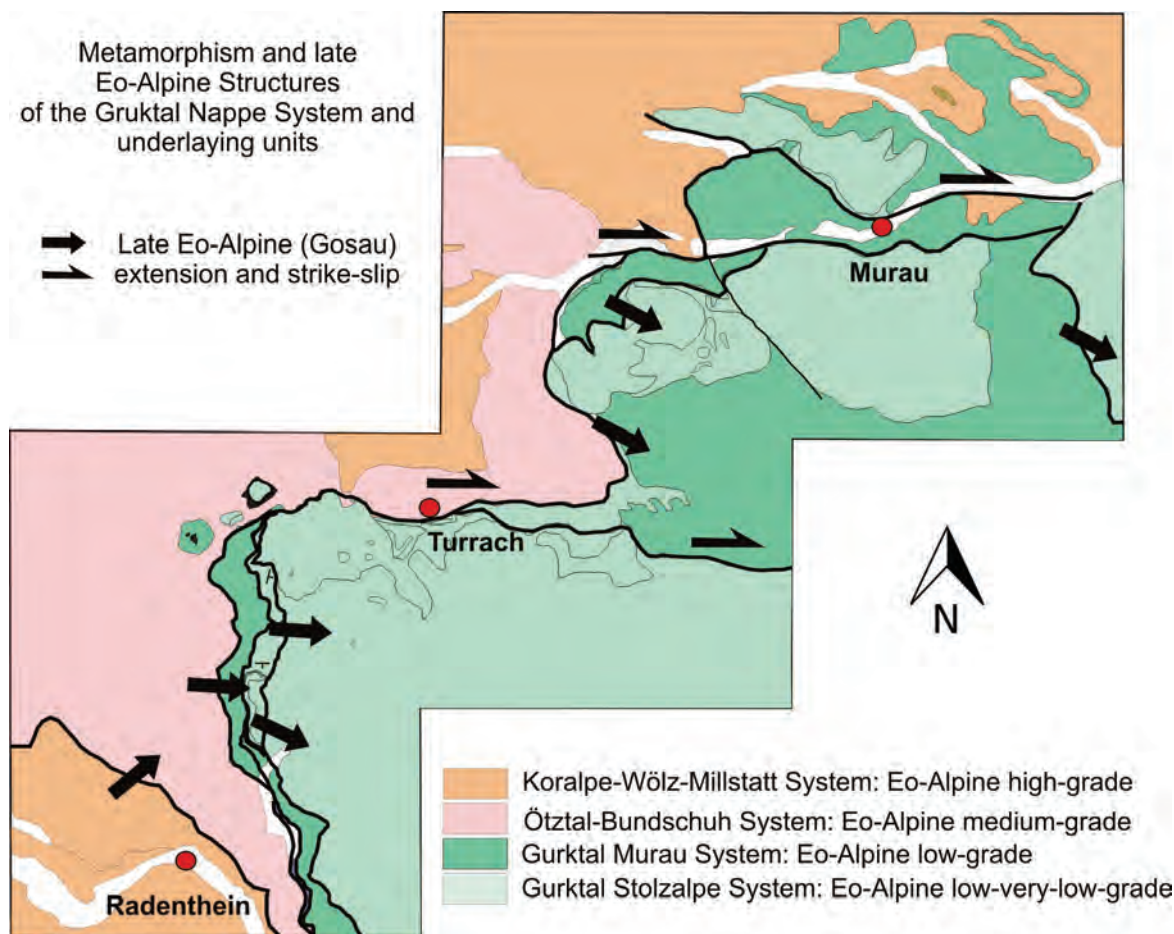 Metamorphism and late
Eo-Alpine Structures
of the Gruktal Nappe System and
underlaying units
Late Eo-Alpine (Gosau)
extension and strike-slip
Murau
Turrach
N
Radenthein
Koralpe-Wölz-Millstatt System: Eo-Alpine high-grade
Ötztal-Bundschuh System: Eo-Alpine medium-grade
Gurktal Murau System: Eo-Alpine low-grade
Gurktal Stolzalpe System: Eo-Alpine low-very-low-grade